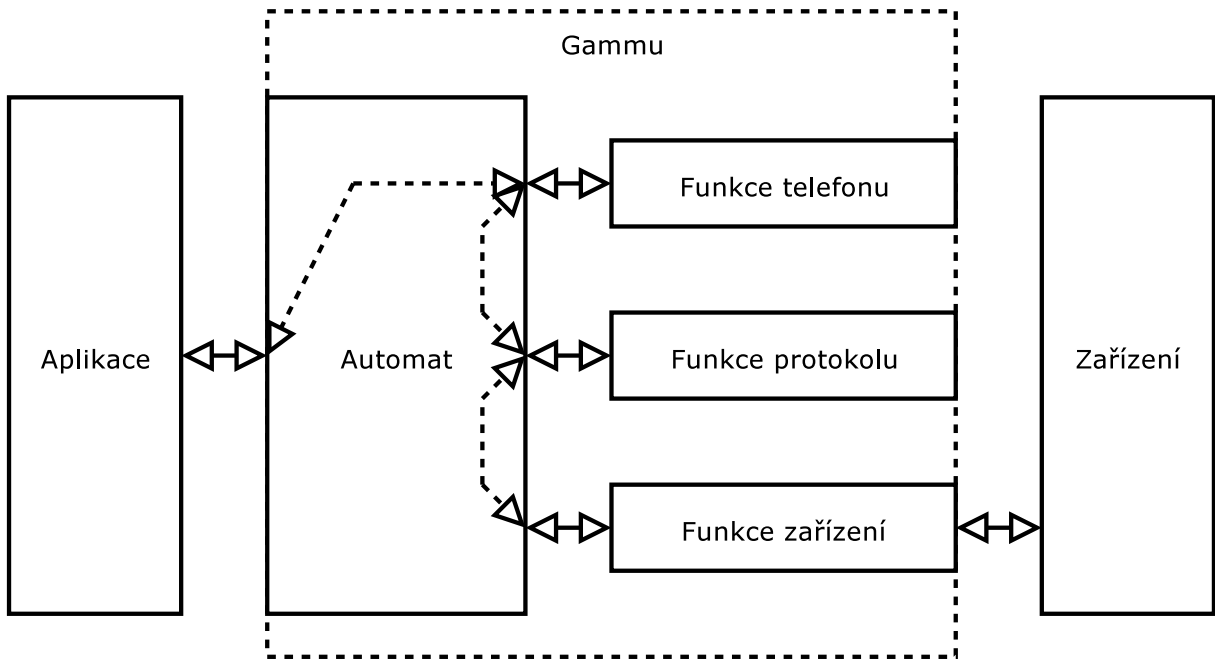 Gammu
Funkce telefonu
Aplikace
Automat
Funkce protokolu
Zařízení
Funkce zařízení